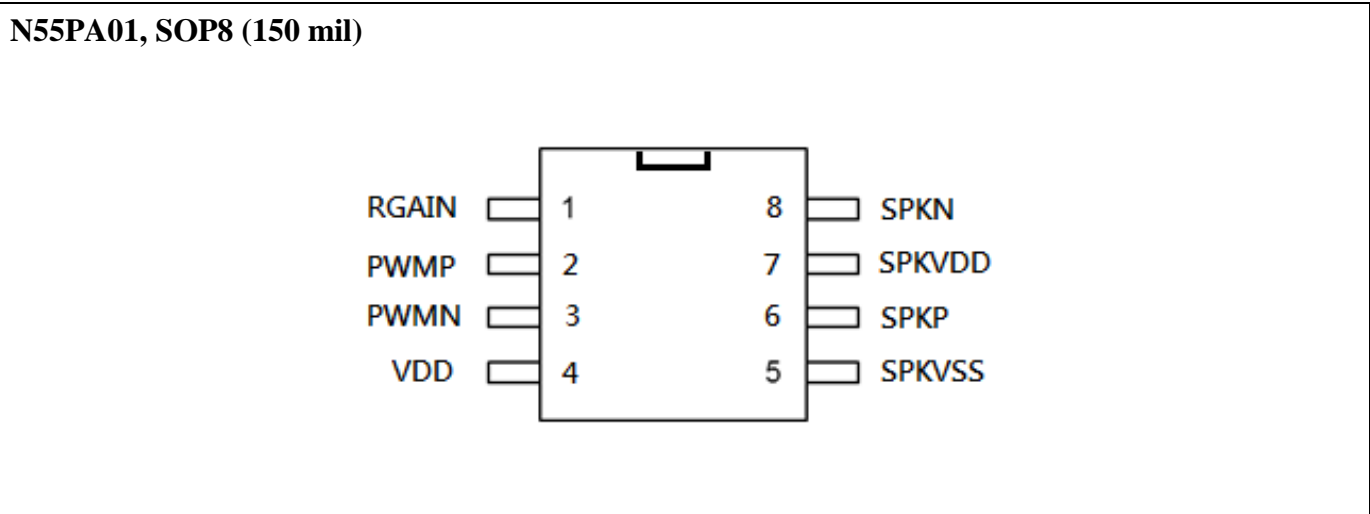 N55PA01, SOP8 (150 mil)
RGAIN 1 8 SPKN
PWMP 2 7 SPKVDD
PWMN 3 6 SPKP
VDD 4 5 SPKVSS